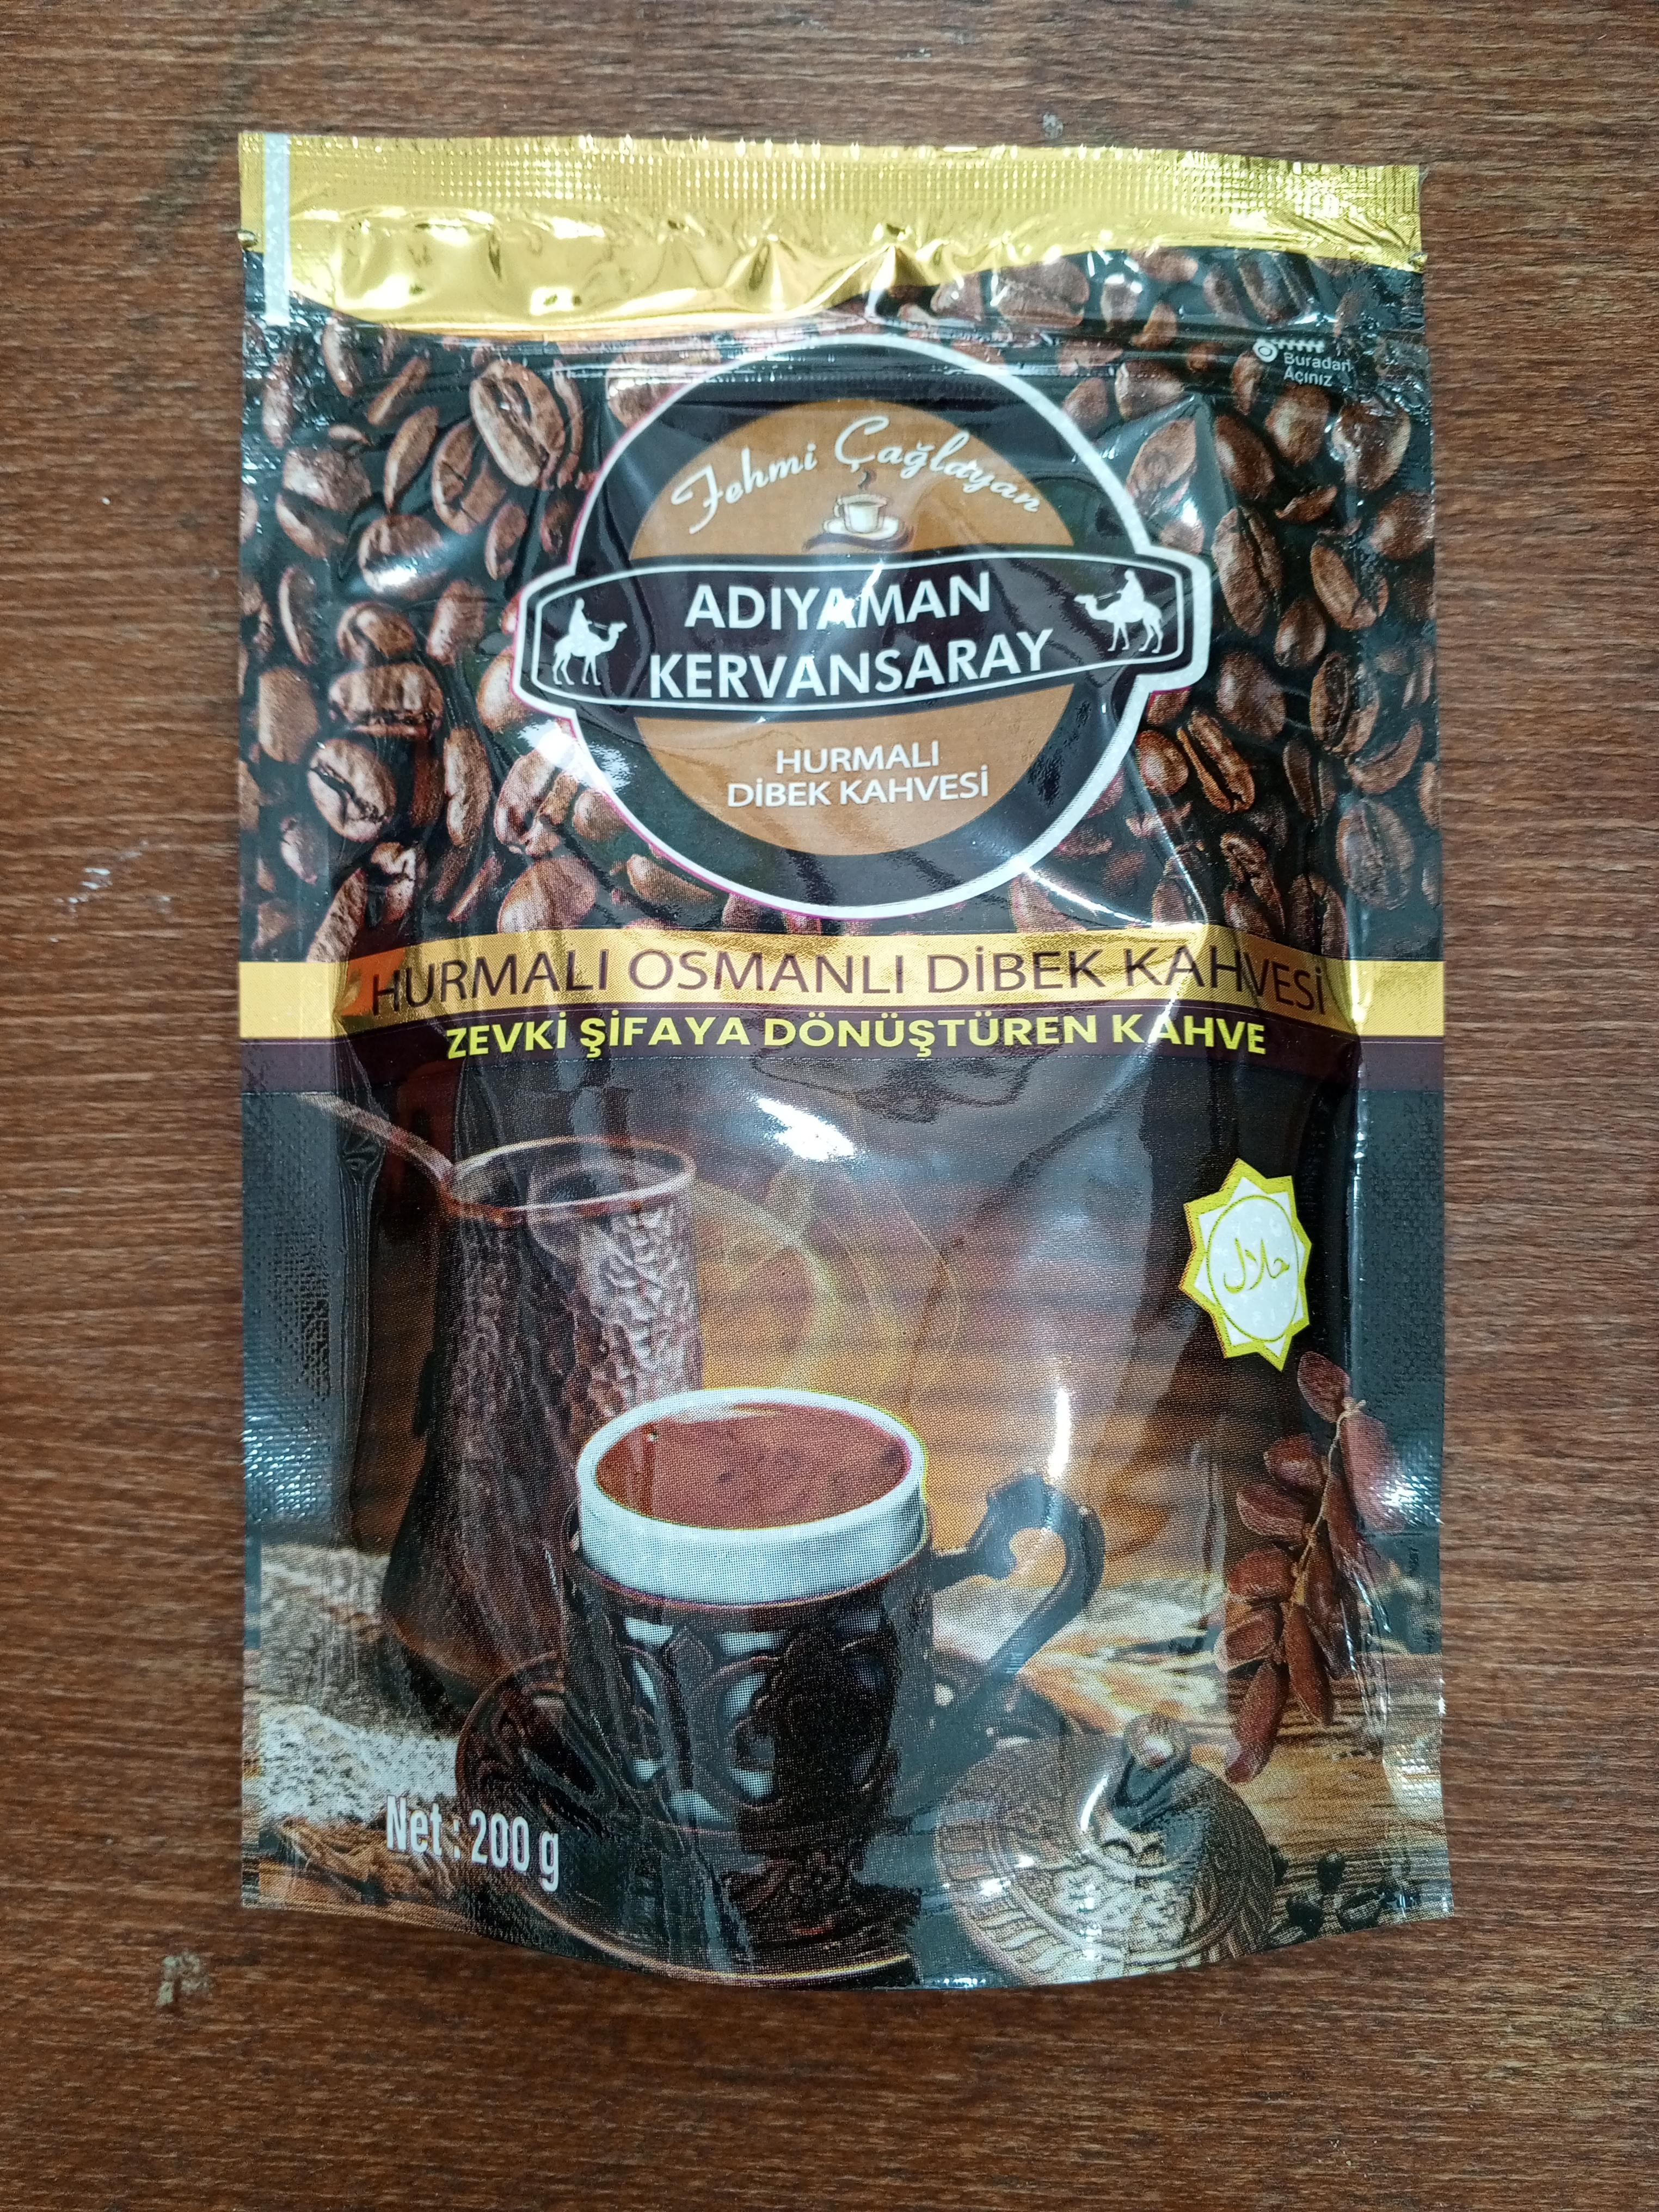 Buradan
Açınız
Fehmi Çağlayan
ADIYAMAN
KERVANSARAY
HURMALI
DİBEK KAHVESİ
HURMALI OSMANLI DİBEK KAHVESİ
ZEVKİ ŞİFAYA DÖNÜŞTÜREN KAHVE
حلال
Net : 200 g